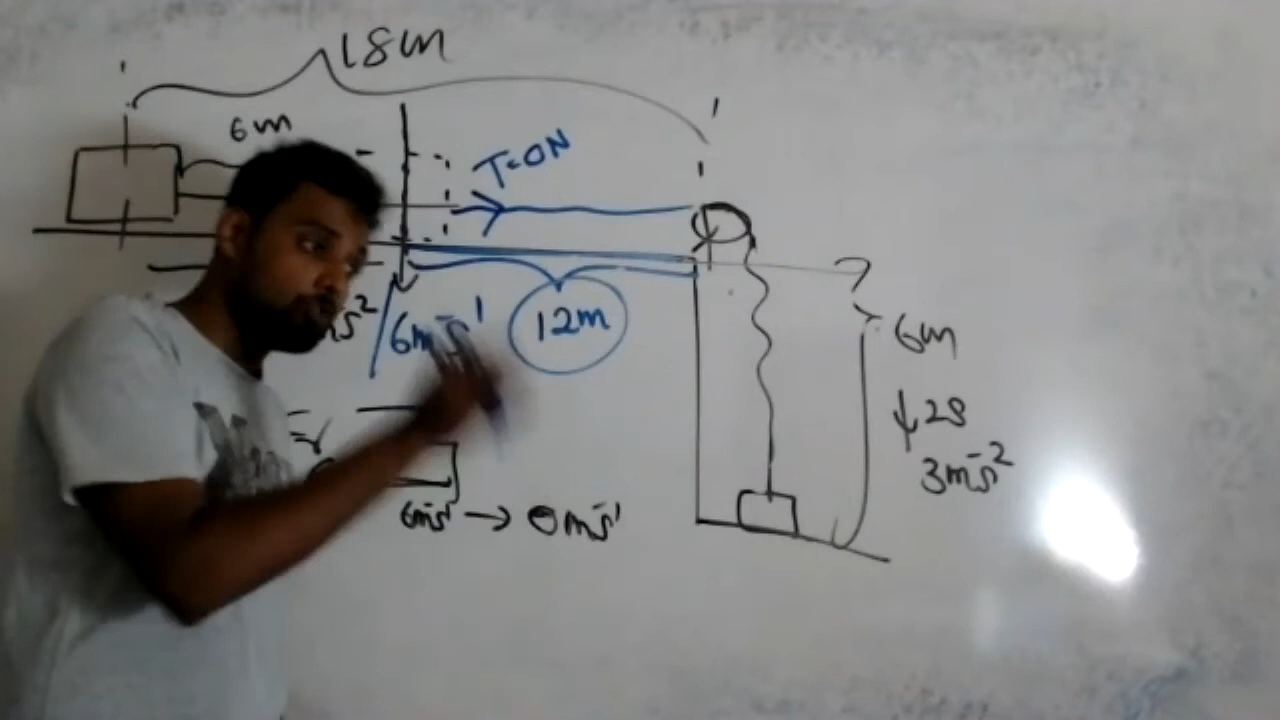 18m
6m
T=0N
6ms⁻¹
12m
6m
↓2s
3ms⁻²
6ms⁻¹ → 0ms⁻¹